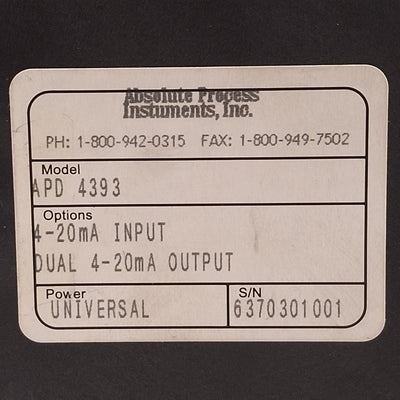 Absolute Process
Instuments, Inc.
PH: 1-800-942-0315 FAX: 1-800-949-7502
Model
APD 4393
Options
4-20mA INPUT
DUAL 4-20mA OUTPUT
Power
UNIVERSAL
S/N
6370301001